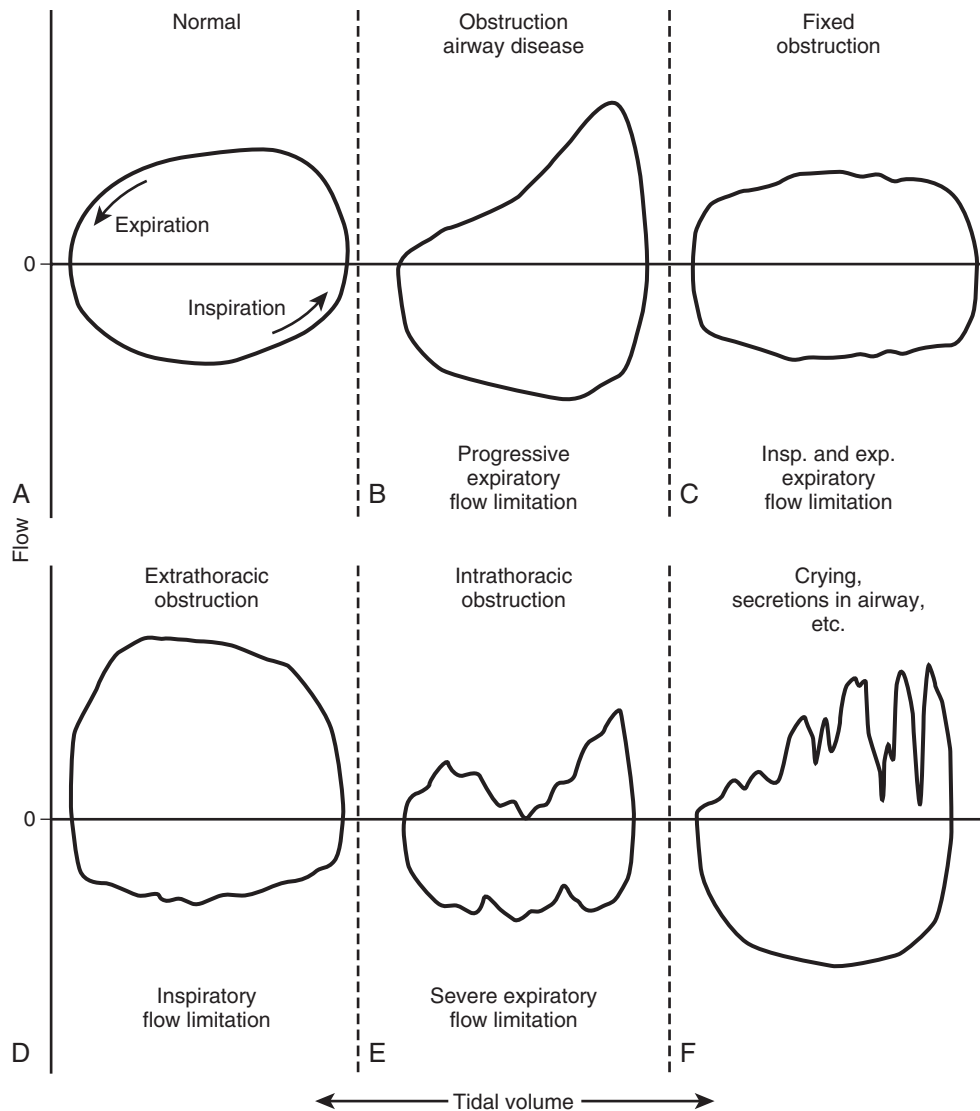 Normal
Obstruction
airway disease
Fixed
obstruction
Expiration
0
Inspiration
Progressive
expiratory
flow limitation
Insp. and exp.
expiratory
flow limitation
A
B
C
Flow
Extrathoracic
obstruction
Intrathoracic
obstruction
Crying,
secretions in airway,
etc.
0
Inspiratory
flow limitation
Severe expiratory
flow limitation
D
E
F
Tidal volume